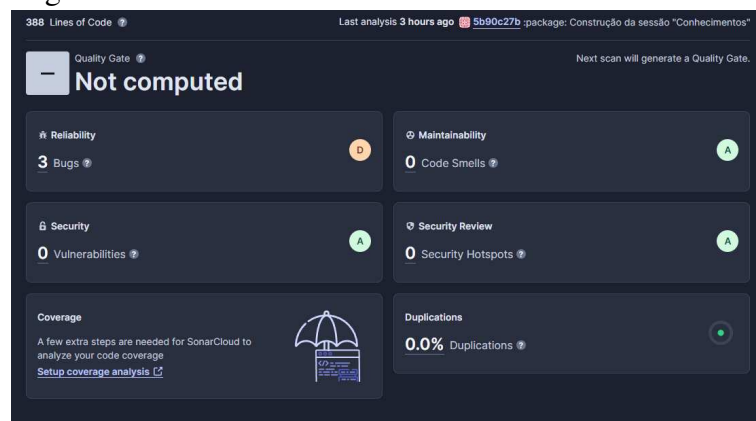 388 Lines of Code ?
Last analysis 3 hours ago 5b90c27b :package: Construção da sessão "Conhecimentos"
Quality Gate ?
Not computed
Next scan will generate a Quality Gate.
Reliability
3 Bugs ?
D
Maintainability
0 Code Smells ?
A
Security
0 Vulnerabilities ?
A
Security Review
0 Security Hotspots ?
A
Coverage
A few extra steps are needed for SonarCloud to
analyze your code coverage
Setup coverage analysis
Duplications
0.0% Duplications ?